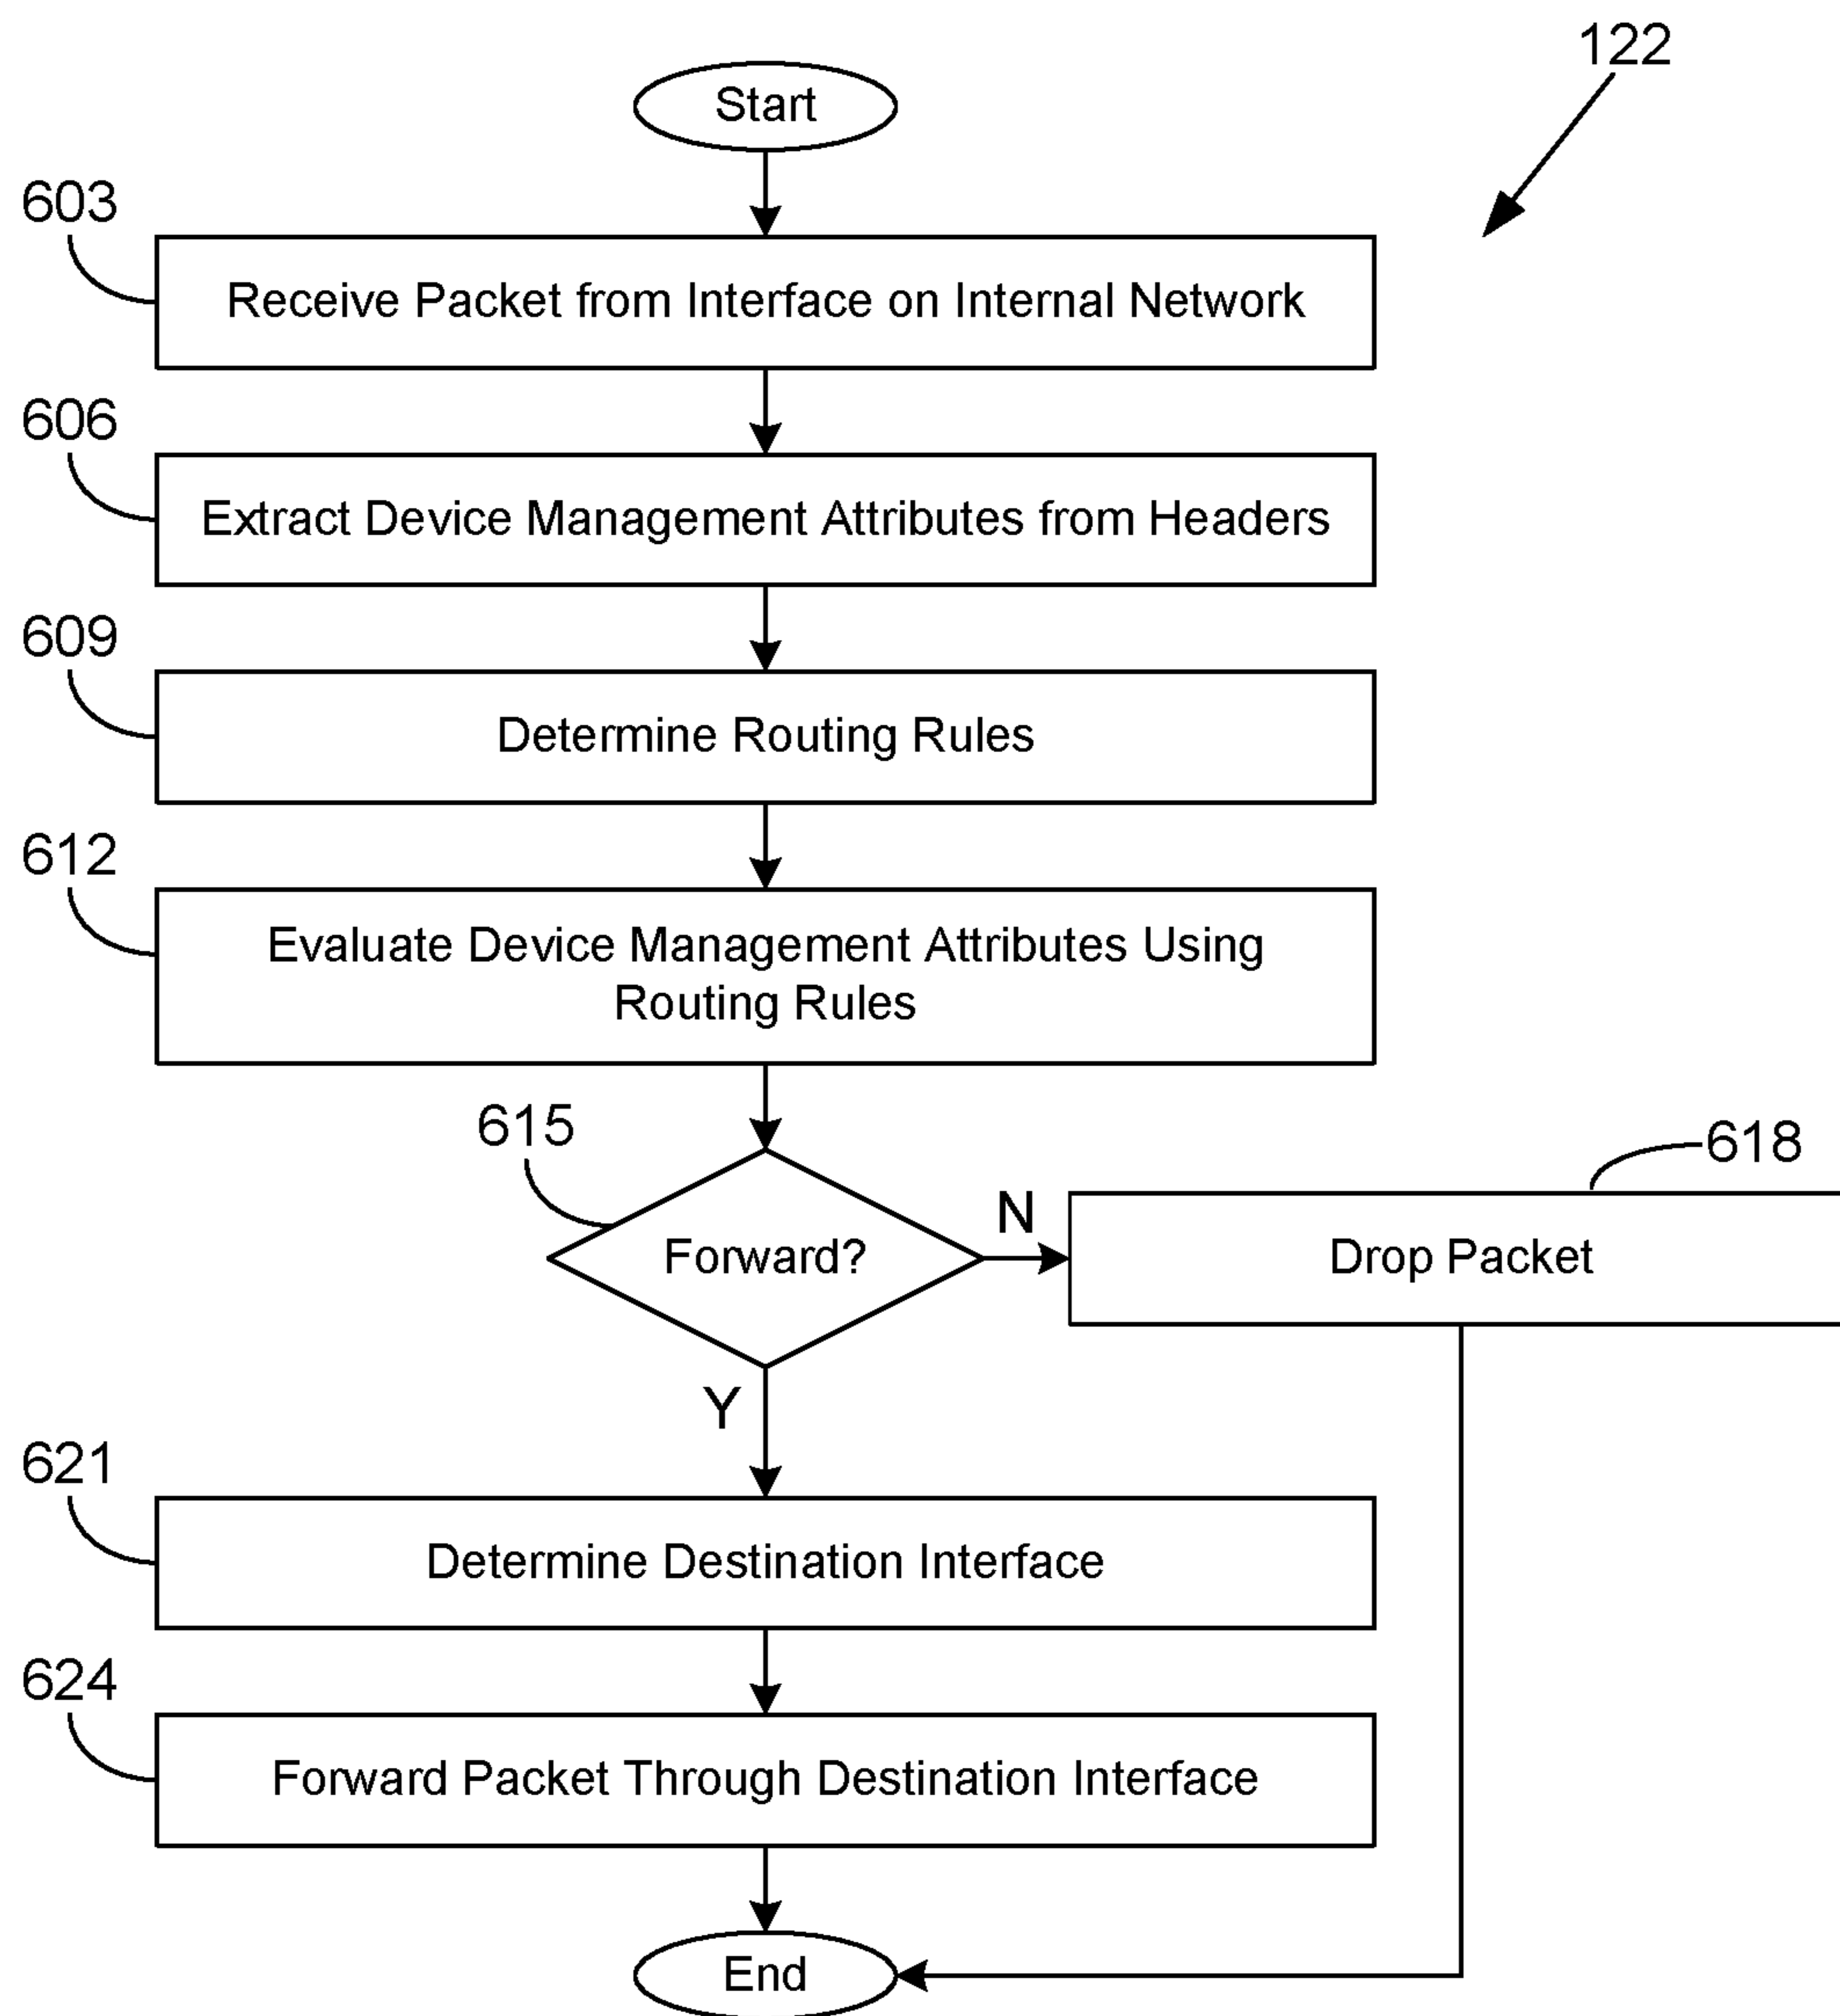 122
Start
603
Receive Packet from Interface on Internal Network
606
Extract Device Management Attributes from Headers
609
Determine Routing Rules
612
Evaluate Device Management Attributes Using
Routing Rules
615
Forward?
N
618
Drop Packet
Y
621
Determine Destination Interface
624
Forward Packet Through Destination Interface
End